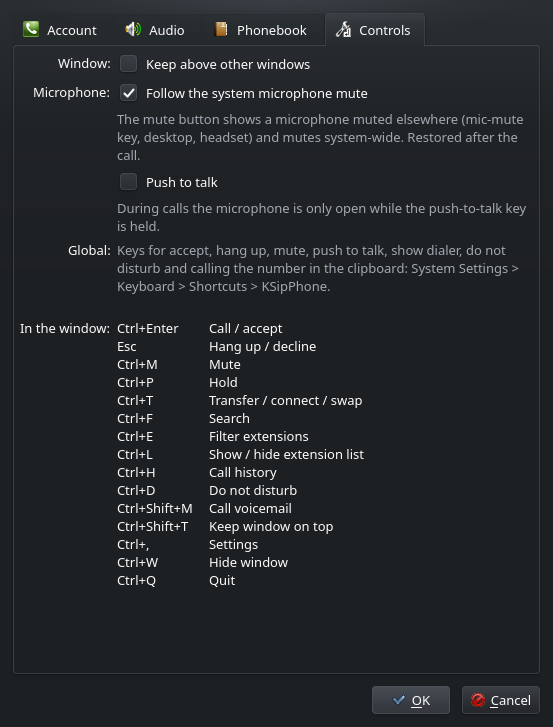 Account Audio Phonebook Controls
Window: Keep above other windows
Microphone: Follow the system microphone mute
The mute button shows a microphone muted elsewhere (mic-mute
key, desktop, headset) and mutes system-wide. Restored after the
call.
Push to talk
During calls the microphone is only open while the push-to-talk key
is held.
Global: Keys for accept, hang up, mute, push to talk, show dialer, do not
disturb and calling the number in the clipboard: System Settings >
Keyboard > Shortcuts > KSipPhone.
In the window: Ctrl+Enter Call / accept
Esc Hang up / decline
Ctrl+M Mute
Ctrl+P Hold
Ctrl+T Transfer / connect / swap
Ctrl+F Search
Ctrl+E Filter extensions
Ctrl+L Show / hide extension list
Ctrl+H Call history
Ctrl+D Do not disturb
Ctrl+Shift+M Call voicemail
Ctrl+Shift+T Keep window on top
Ctrl+, Settings
Ctrl+W Hide window
Ctrl+Q Quit
OK Cancel